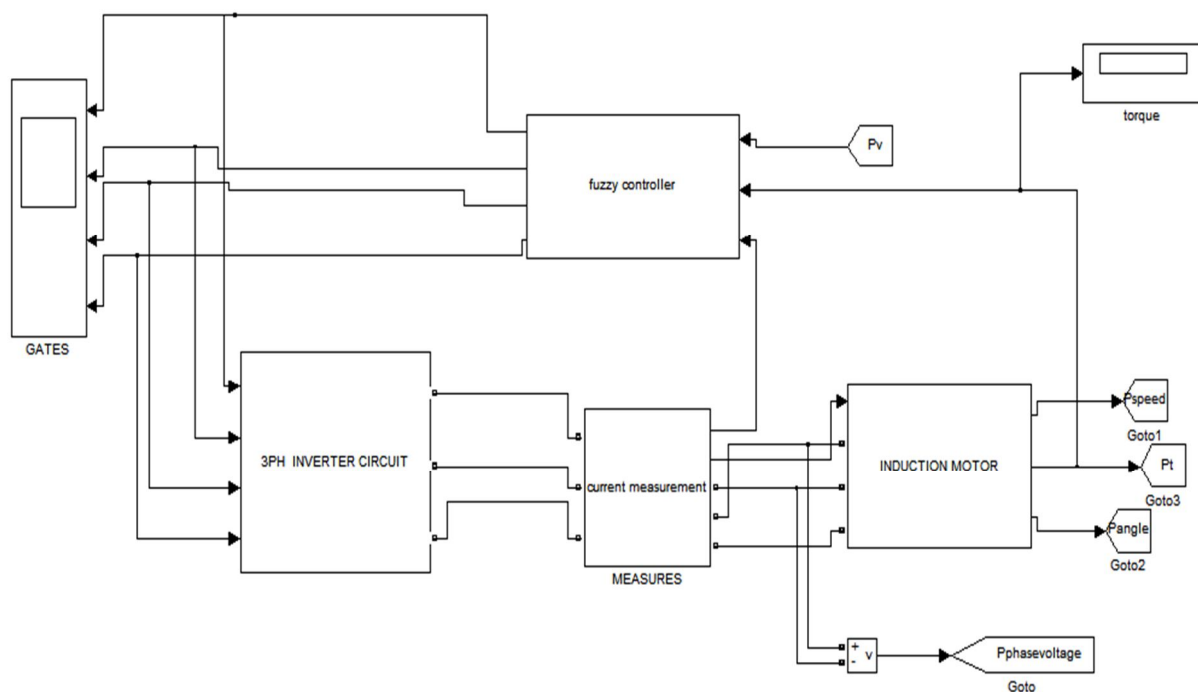 torque
Pv
fuzzy controller
GATES
Pspeed
Goto1
3PH INVERTER CIRCUIT
INDUCTION MOTOR
Pt
current measurement
Goto3
Pangle
Goto2
MEASURES
+
-
v
Pphasevoltage
Goto